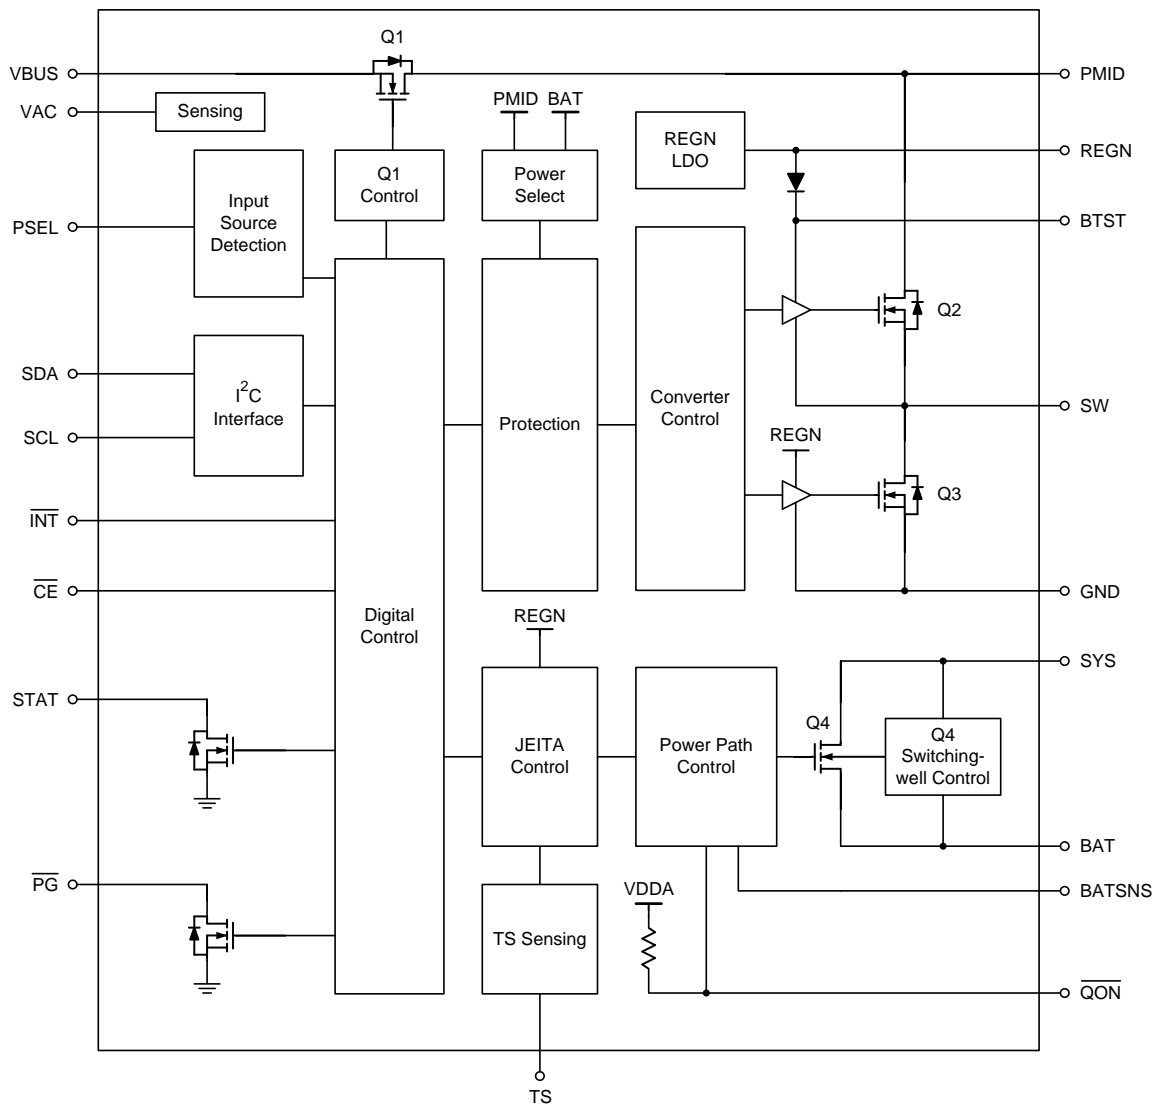 Q1
VBUS
PMID
VAC
Sensing
PMID
BAT
REGN
LDO
REGN
Q1
Control
Power
Select
Input
Source
Detection
PSEL
BTST
Q2
SDA
I²C
Interface
SCL
Protection
Converter
Control
SW
REGN
Q3
INT
CE
GND
Digital
Control
REGN
SYS
STAT
Q4
JEITA
Control
Power Path
Control
Q4
Switching-
well Control
BAT
PG
VDDA
BATSNS
TS Sensing
QON
TS